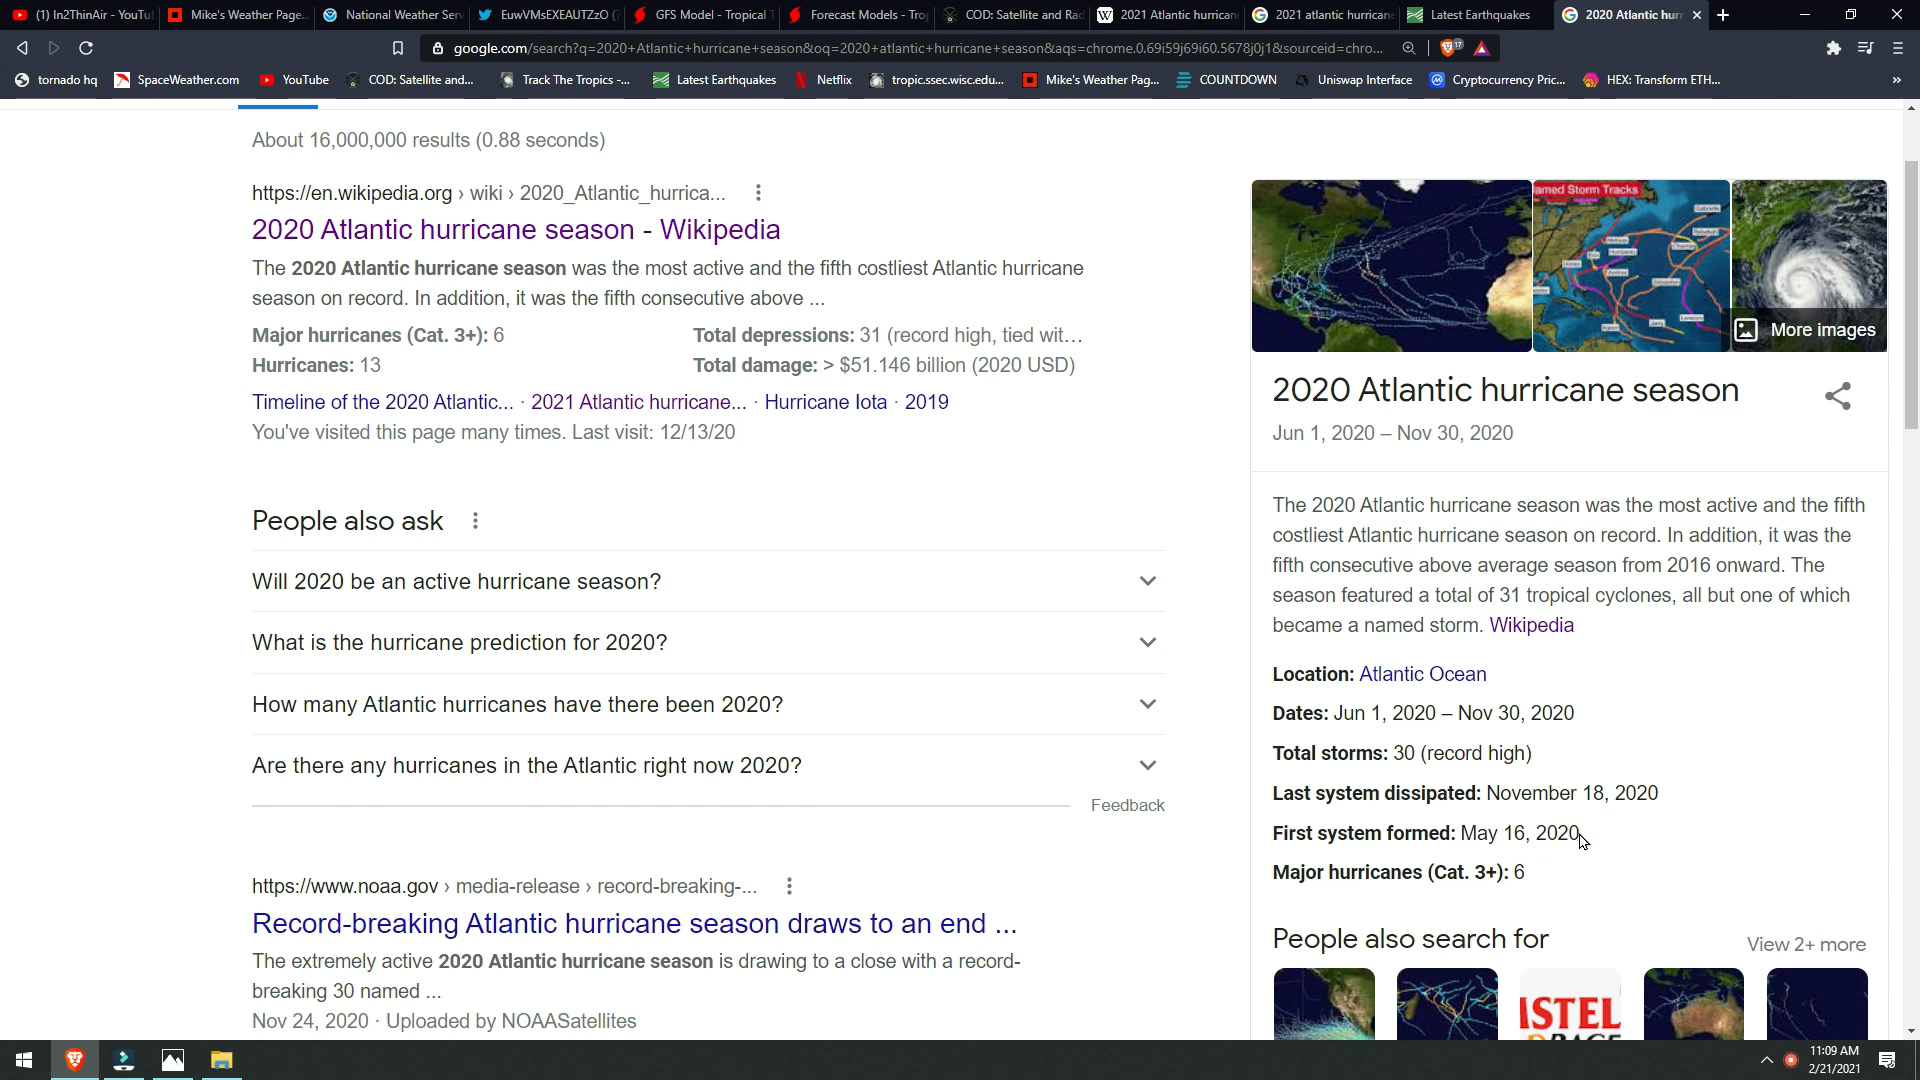 (1) In2ThinAir - YouTu
Mike's Weather Page
National Weather Serv
EuwVMsEXEAUTZzO (
GFS Model - Tropical T
Forecast Models - Trop
COD: Satellite and Rad
2021 Atlantic hurrican
2021 atlantic hurricane
Latest Earthquakes
2020 Atlantic hurr
google.com/search?q=2020+Atlantic+hurricane+season&oq=2020+atlantic+hurricane+season&aqs=chrome.0.69i59j69i60.5678j0j1&sourceid=chro...
17
tornado hq
SpaceWeather.com
YouTube
COD: Satellite and...
Track The Tropics -...
Latest Earthquakes
Netflix
tropic.ssec.wisc.edu...
Mike's Weather Pag...
COUNTDOWN
Uniswap Interface
Cryptocurrency Pric...
HEX: Transform ETH...
About 16,000,000 results (0.88 seconds)
https://en.wikipedia.org › wiki › 2020_Atlantic_hurrica...
2020 Atlantic hurricane season - Wikipedia
The 2020 Atlantic hurricane season was the most active and the fifth costliest Atlantic hurricane
season on record. In addition, it was the fifth consecutive above ...
Major hurricanes (Cat. 3+): 6
Total depressions: 31 (record high, tied wit...
Hurricanes: 13
Total damage: > $51.146 billion (2020 USD)
Timeline of the 2020 Atlantic... · 2021 Atlantic hurricane... · Hurricane Iota · 2019
You've visited this page many times. Last visit: 12/13/20
People also ask
Will 2020 be an active hurricane season?
What is the hurricane prediction for 2020?
How many Atlantic hurricanes have there been 2020?
Are there any hurricanes in the Atlantic right now 2020?
Feedback
https://www.noaa.gov › media-release › record-breaking-...
Record-breaking Atlantic hurricane season draws to an end ...
The extremely active 2020 Atlantic hurricane season is drawing to a close with a record-
breaking 30 named ...
Nov 24, 2020 · Uploaded by NOAASatellites
amed Storm Tracks
More images
2020 Atlantic hurricane season
Jun 1, 2020 – Nov 30, 2020
The 2020 Atlantic hurricane season was the most active and the fifth
costliest Atlantic hurricane season on record. In addition, it was the
fifth consecutive above average season from 2016 onward. The
season featured a total of 31 tropical cyclones, all but one of which
became a named storm. Wikipedia
Location: Atlantic Ocean
Dates: Jun 1, 2020 – Nov 30, 2020
Total storms: 30 (record high)
Last system dissipated: November 18, 2020
First system formed: May 16, 2020
Major hurricanes (Cat. 3+): 6
People also search for
View 2+ more
ISTEL
11:09 AM
2/21/2021